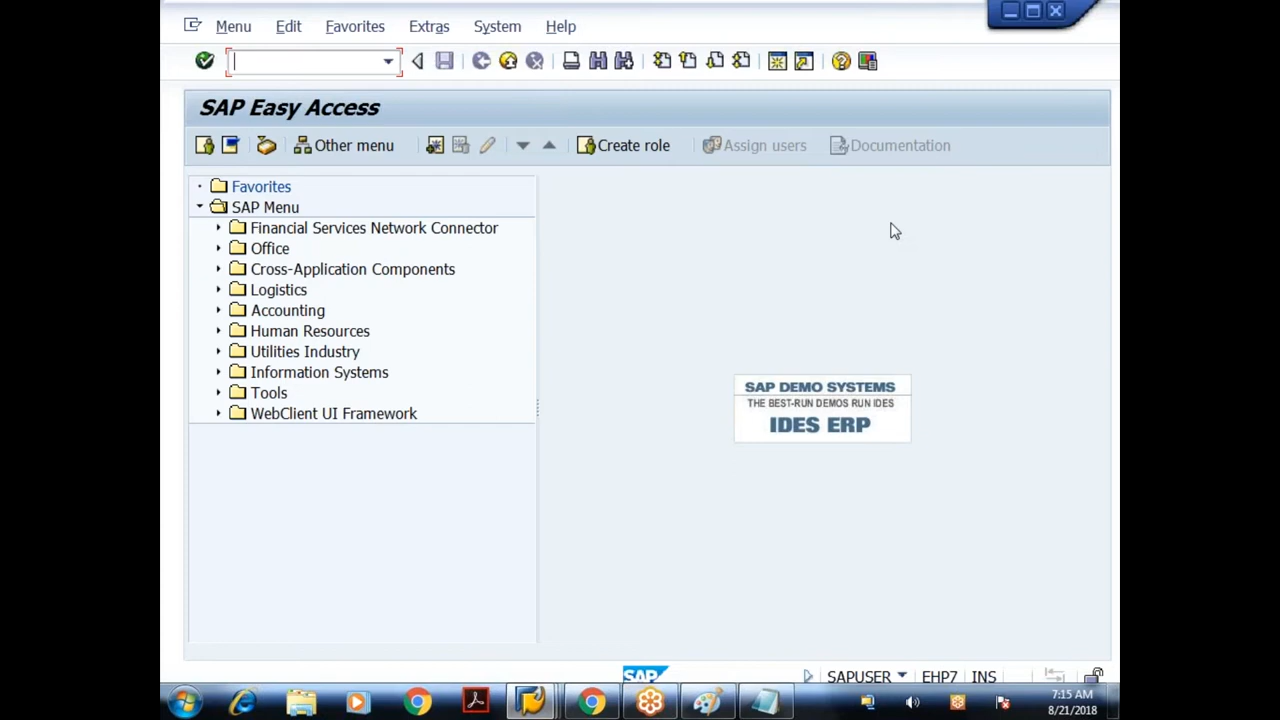 Menu Edit Favorites Extras System Help
SAP Easy Access
Other menu Create role Assign users Documentation
Favorites
SAP Menu
Financial Services Network Connector
Office
Cross-Application Components
Logistics
Accounting
Human Resources
Utilities Industry
Information Systems
Tools
WebClient UI Framework
SAP DEMO SYSTEMS
THE BEST-RUN DEMOS RUN IDES
IDES ERP
SAP SAPUSER EHP7 INS
7:15 AM
8/21/2018